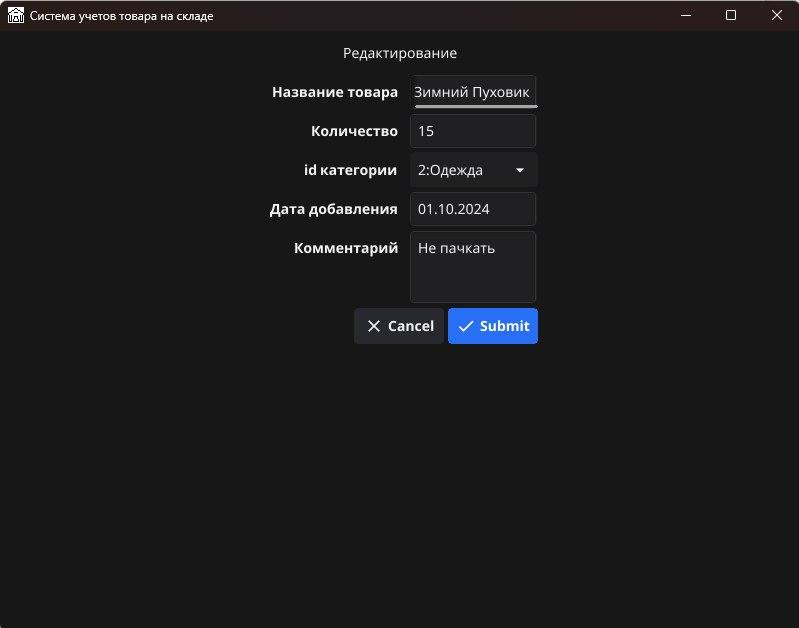 Система учетов товара на складе
Редактирование
Название товара Зимний Пуховик
Количество 15
id категории 2:Одежда
Дата добавления 01.10.2024
Комментарий Не пачкать
Cancel Submit